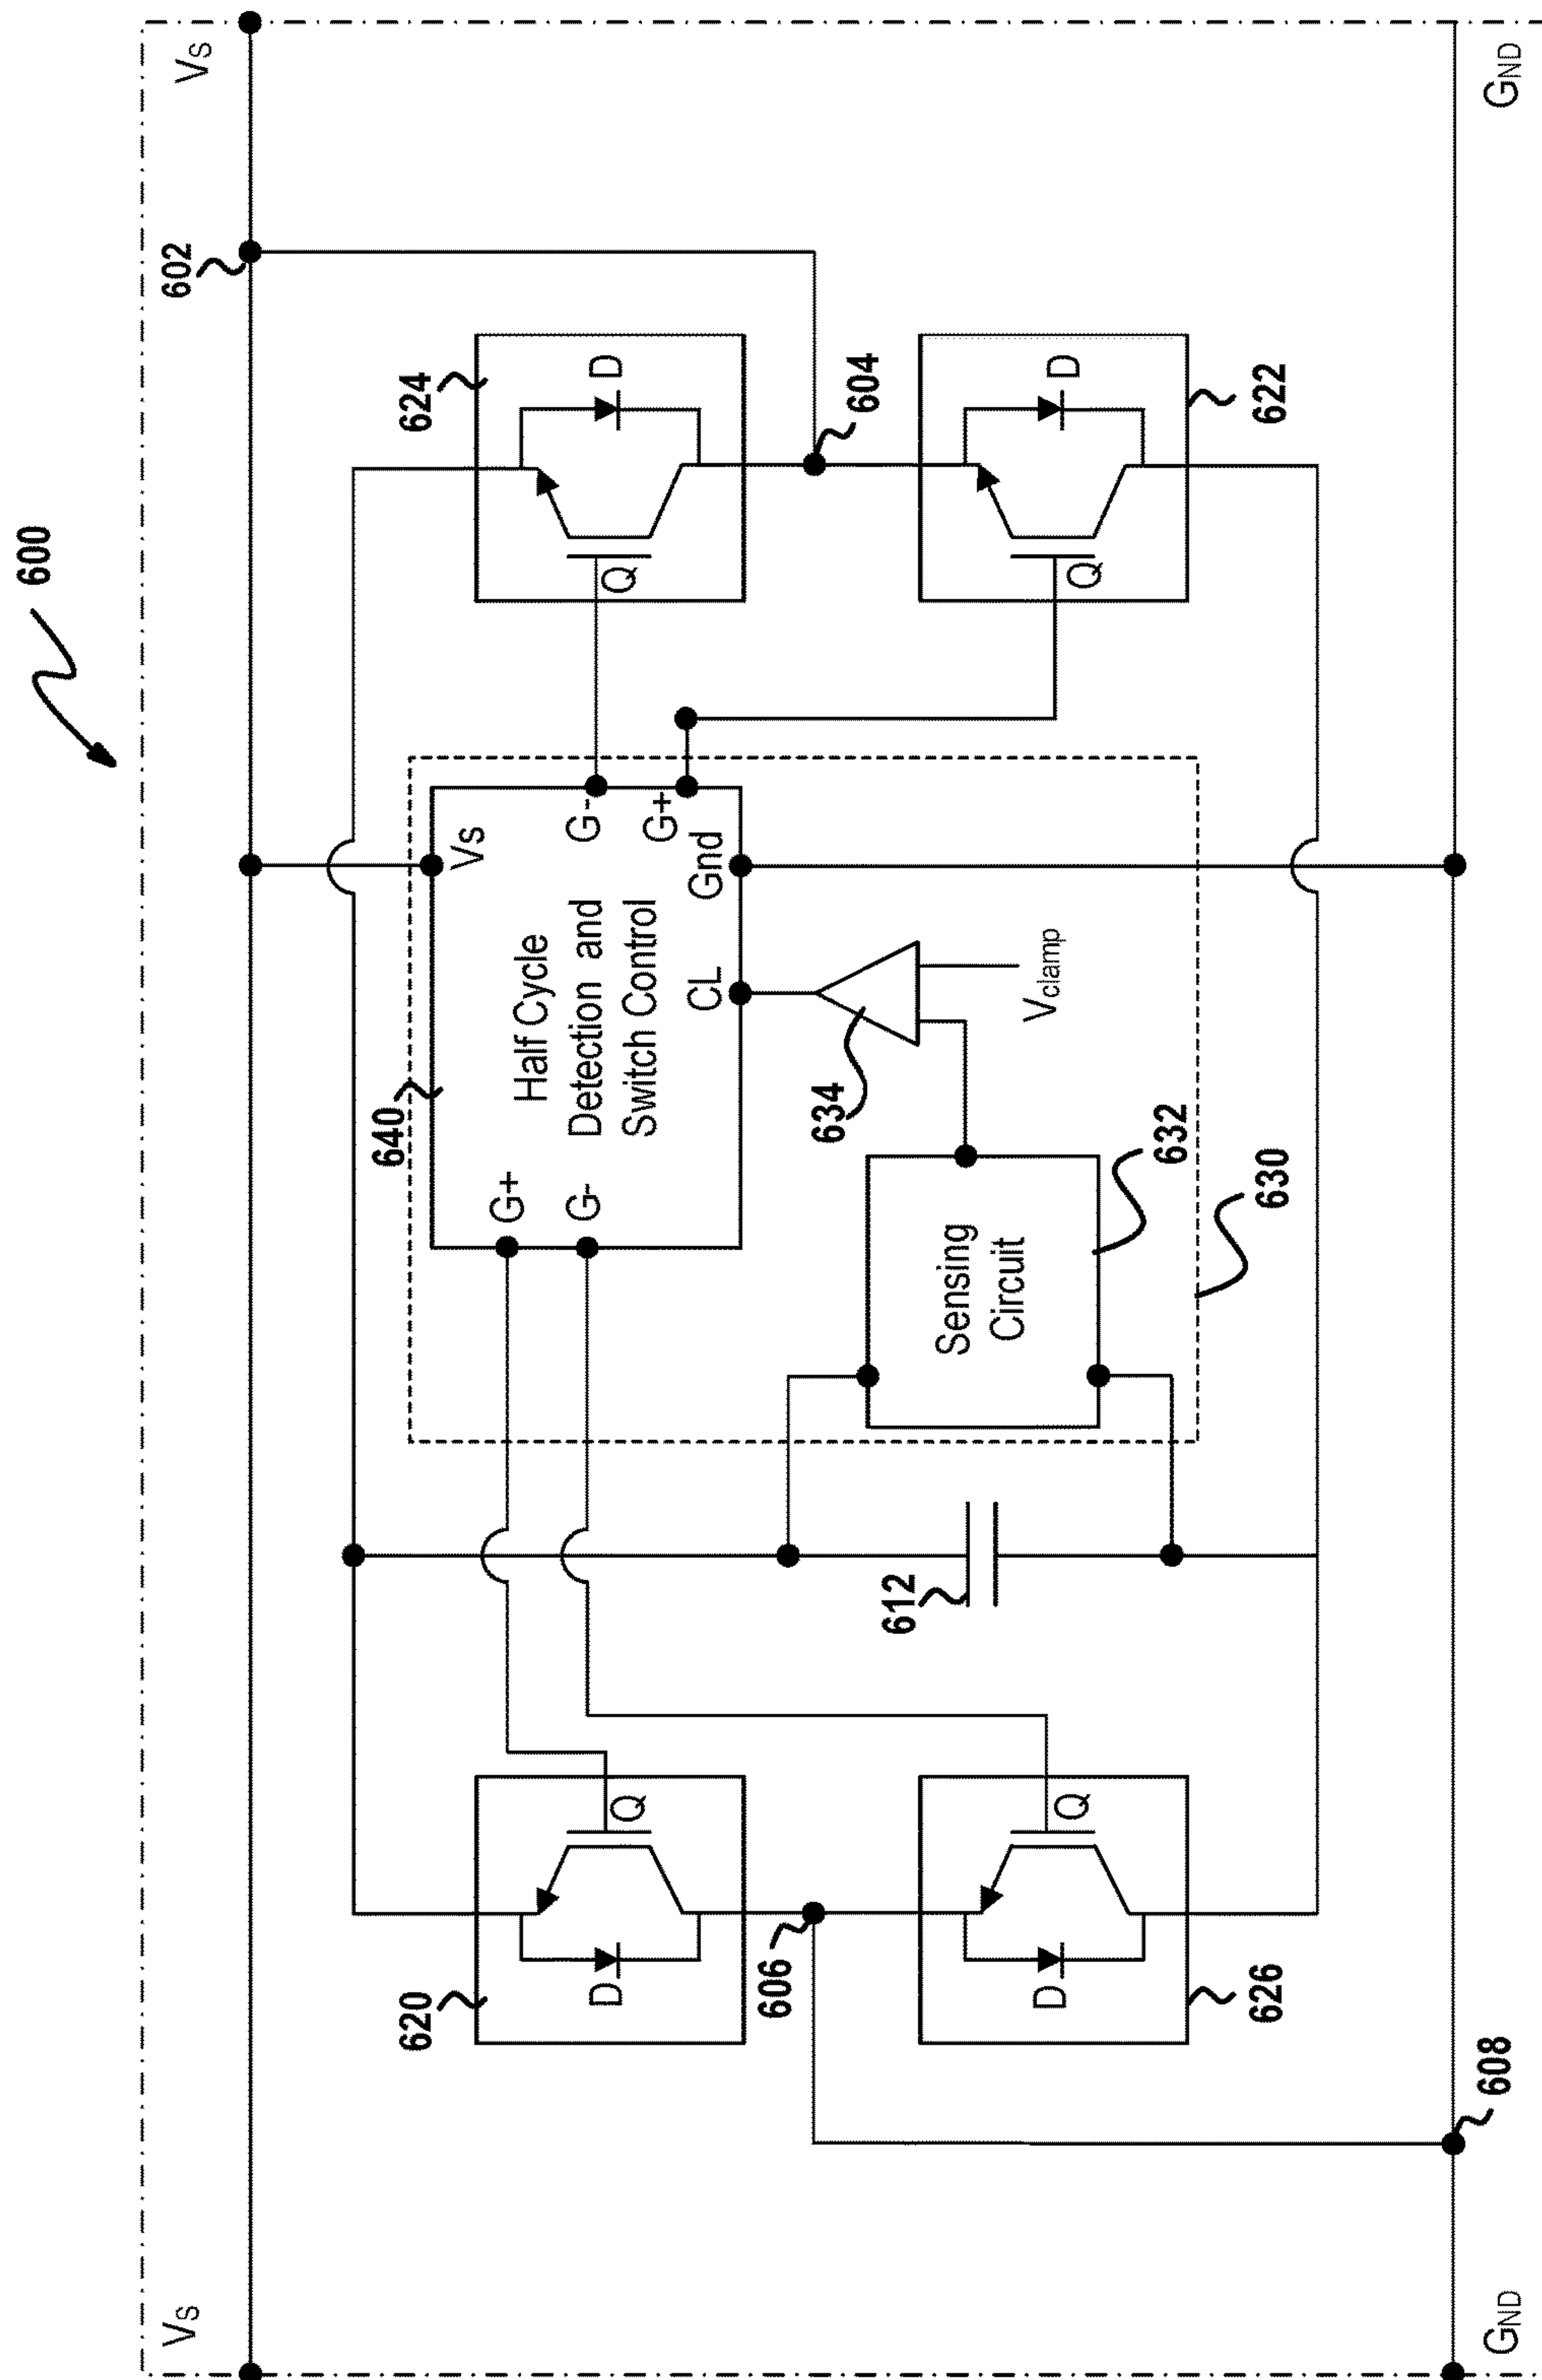 600
VS
VS
602
624
D
Q
604
622
D
Q
640
Vs
G-
G+
Gnd
CL
Half Cycle
Detection and
Switch Control
G+
G-
634
Vclamp
632
Sensing
Circuit
630
612
620
D
Q
606
626
D
Q
608
GND
GND